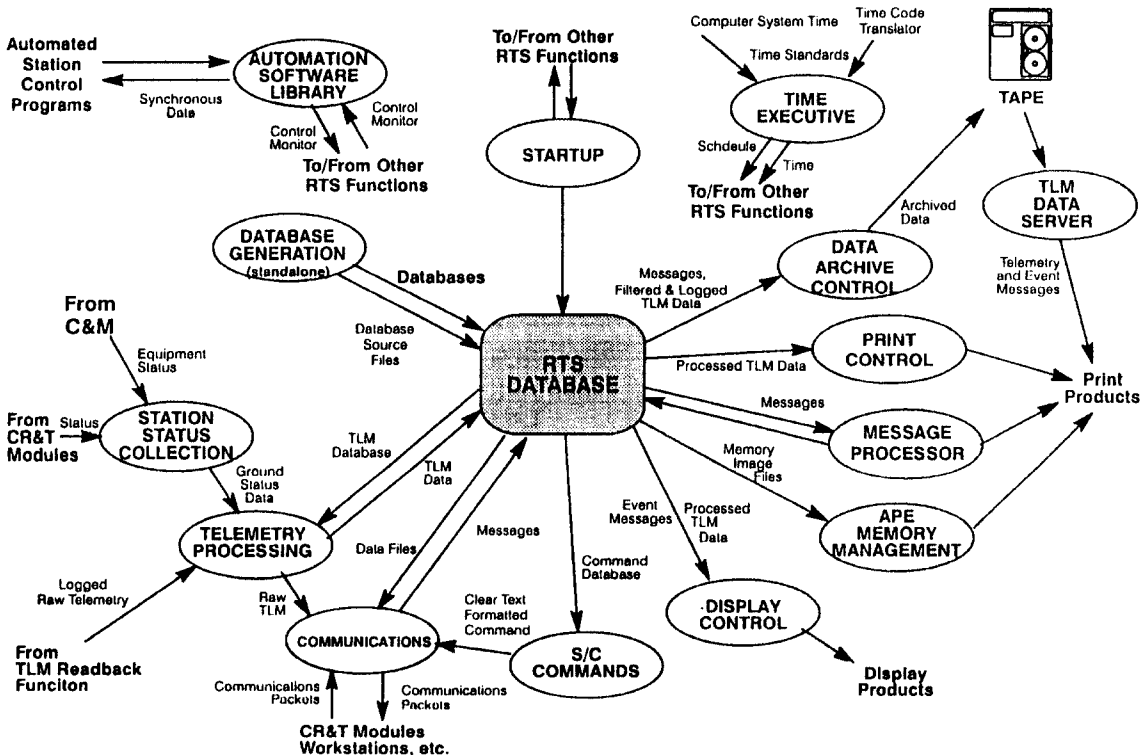 Automated
Station
Control
Programs
Synchronous
Data
AUTOMATION
SOFTWARE
LIBRARY
Control
Monitor
Control
Monitor
To/From Other
RTS Functions
To/From Other
RTS Functions
STARTUP
Computer System Time
Time Code
Translator
Time Standards
TIME
EXECUTIVE
Schdeufe
Time
To/From Other
RTS Functions
TAPE
TLM
DATA
SERVER
Archived
Data
Telemetry
and Event
Messages
DATABASE
GENERATION
(standalone)
Databases
Database
Source
Files
Messages,
Filtered & Logged
TLM Data
DATA
ARCHIVE
CONTROL
From
C&M
Equipment
Status
RTS
DATABASE
Processed TLM Data
PRINT
CONTROL
Print
Products
From
CR&T
Modules
Status
STATION
STATUS
COLLECTION
Messages
MESSAGE
PROCESSOR
Ground
Status
Data
TLM
Database
TLM
Data
Memory
Image
Files
APE
MEMORY
MANAGEMENT
TELEMETRY
PROCESSING
Data Files
Messages
Event
Messages
Processed
TLM
Data
Command
Database
Logged
Raw Telemetry
Raw
TLM
Clear Text
Formatted
Command
COMMUNICATIONS
S/C
COMMANDS
DISPLAY
CONTROL
From
TLM Readback
Funciton
Communications
Packets
Communications
Packets
Display
Products
CR&T Modules
Workstations, etc.